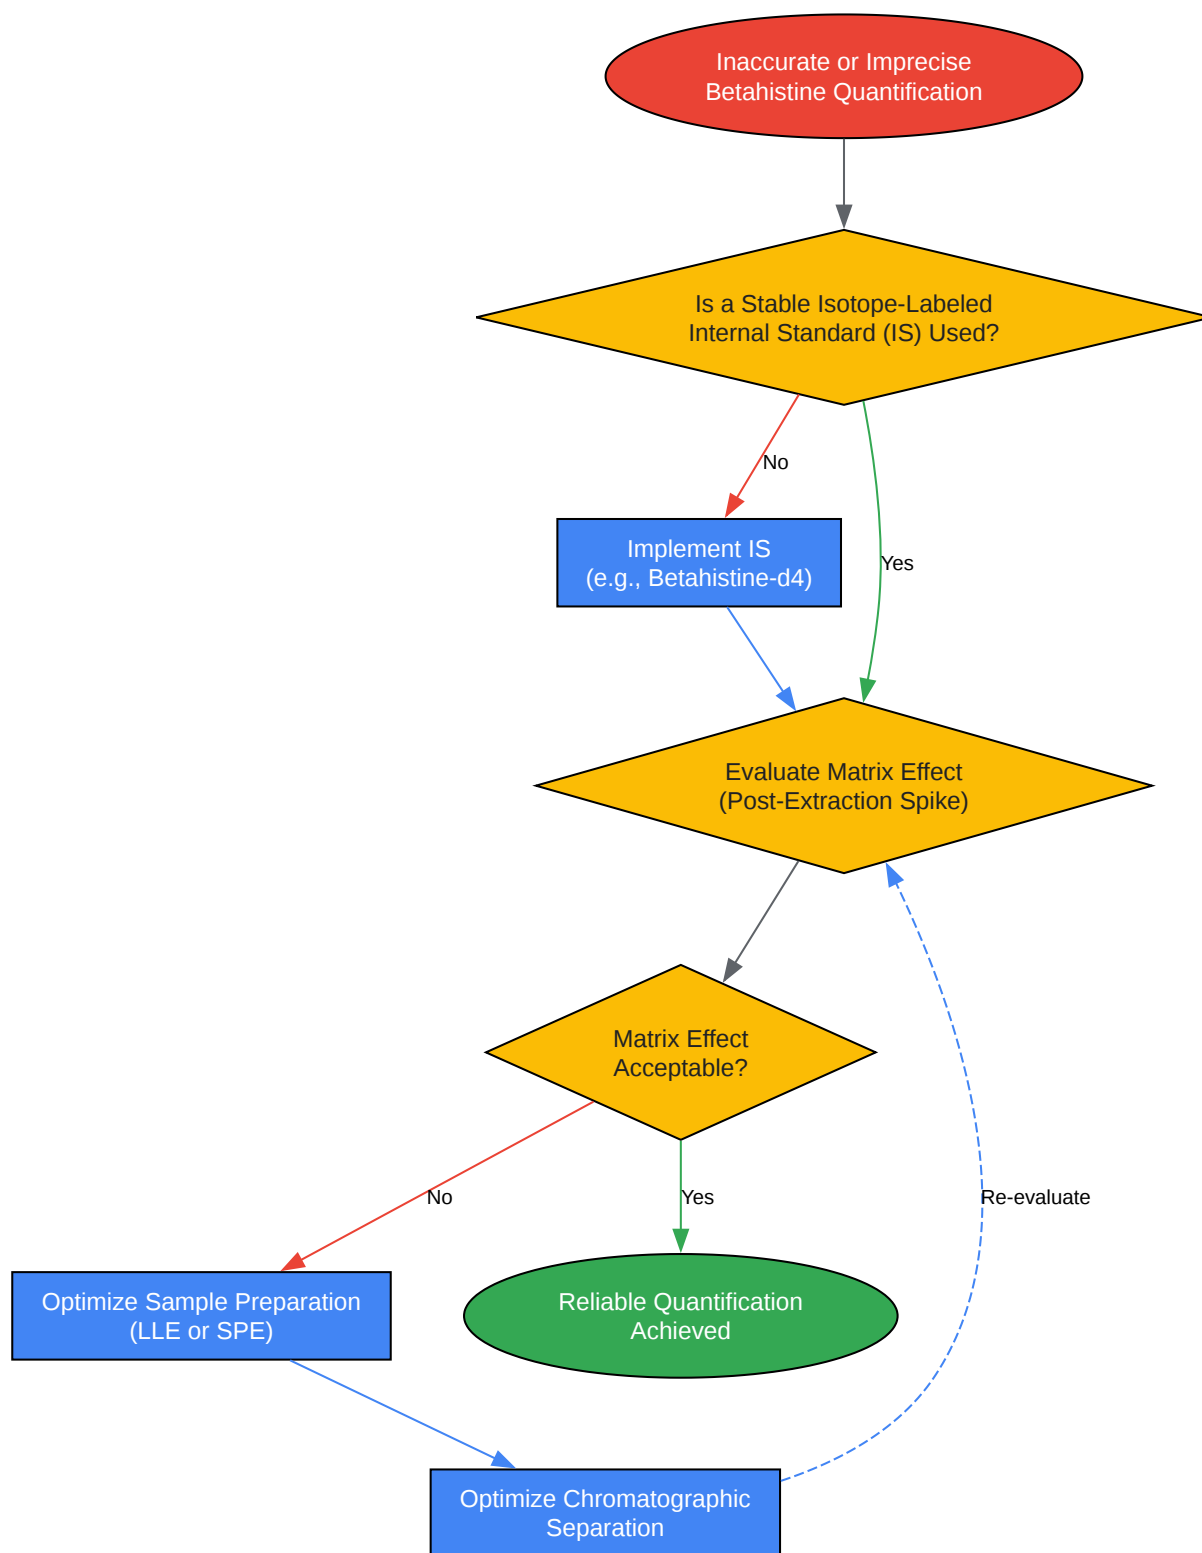 Inaccurate or Imprecise
Betahistine Quantification
Is a Stable Isotope-Labeled
Internal Standard (IS) Used?
No
Implement IS
(e.g., Betahistine-d4)
Yes
Evaluate Matrix Effect
(Post-Extraction Spike)
Matrix Effect
Acceptable?
No
Yes
Re-evaluate
Optimize Sample Preparation
(LLE or SPE)
Reliable Quantification
Achieved
Optimize Chromatographic
Separation